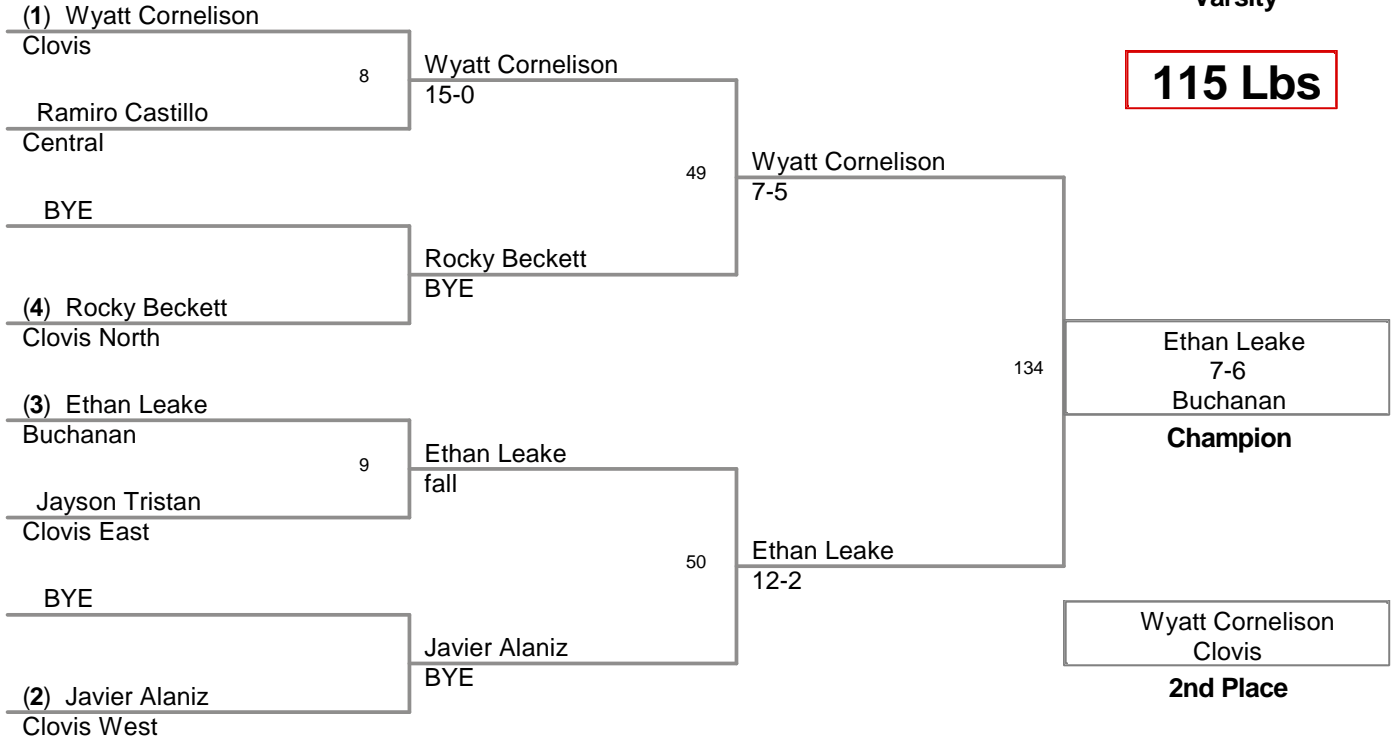 Varsity
115 Lbs
(1) Wyatt Cornelison
Clovis
8
Ramiro Castillo
Central
BYE
(4) Rocky Beckett
Clovis North
(3) Ethan Leake
Buchanan
9
Jayson Tristan
Clovis East
BYE
(2) Javier Alaniz
Clovis West
Wyatt Cornelison
15-0
49
Rocky Beckett
BYE
Ethan Leake
fall
50
Javier Alaniz
BYE
Wyatt Cornelison
7-5
134
Ethan Leake
12-2
Ethan Leake
7-6
Buchanan
Champion
Wyatt Cornelison
Clovis
2nd Place